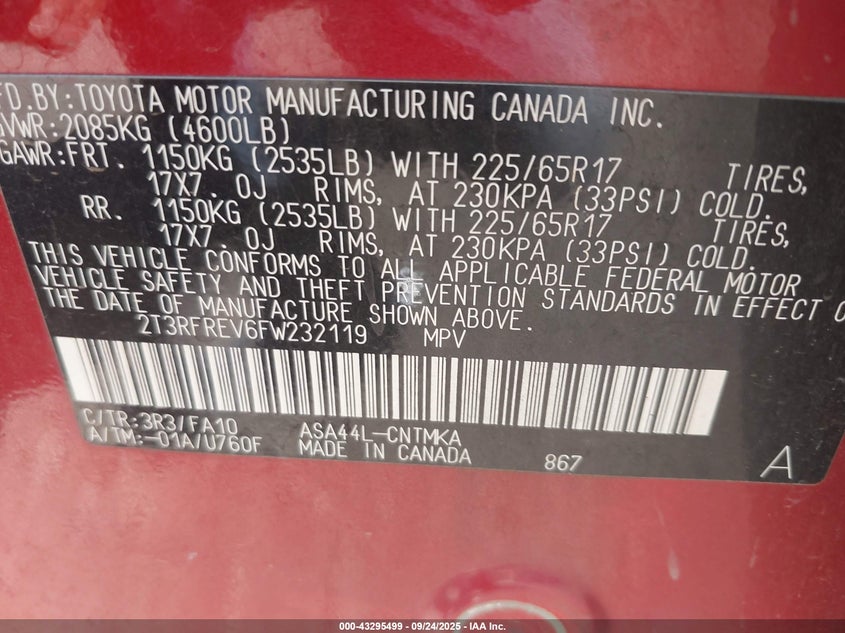 FD.BY:TOYOTA MOTOR MANUFACTURING CANADA INC.
GVWR:2085KG (4600LB)
GAWR:FRT. 1150KG (2535LB) WITH 225/65R17 TIRES,
17X7.0J RIMS, AT 230KPA (33PSI) COLD.
RR. 1150KG (2535LB) WITH 225/65R17 TIRES,
17X7.0J RIMS, AT 230KPA (33PSI) COLD.
THIS VEHICLE CONFORMS TO ALL APPLICABLE FEDERAL MOTOR
VEHICLE SAFETY AND THEFT PREVENTION STANDARDS IN EFFECT O
THE DATE OF MANUFACTURE SHOWN ABOVE.
2T3RFREV6FW232119 MPV
C/TR:3R3/FA10 ASA44L-CNTMKA
A/TM:-01A/U760F MADE IN CANADA 867 A
000-43295499 - 09/24/2025 - IAA Inc.